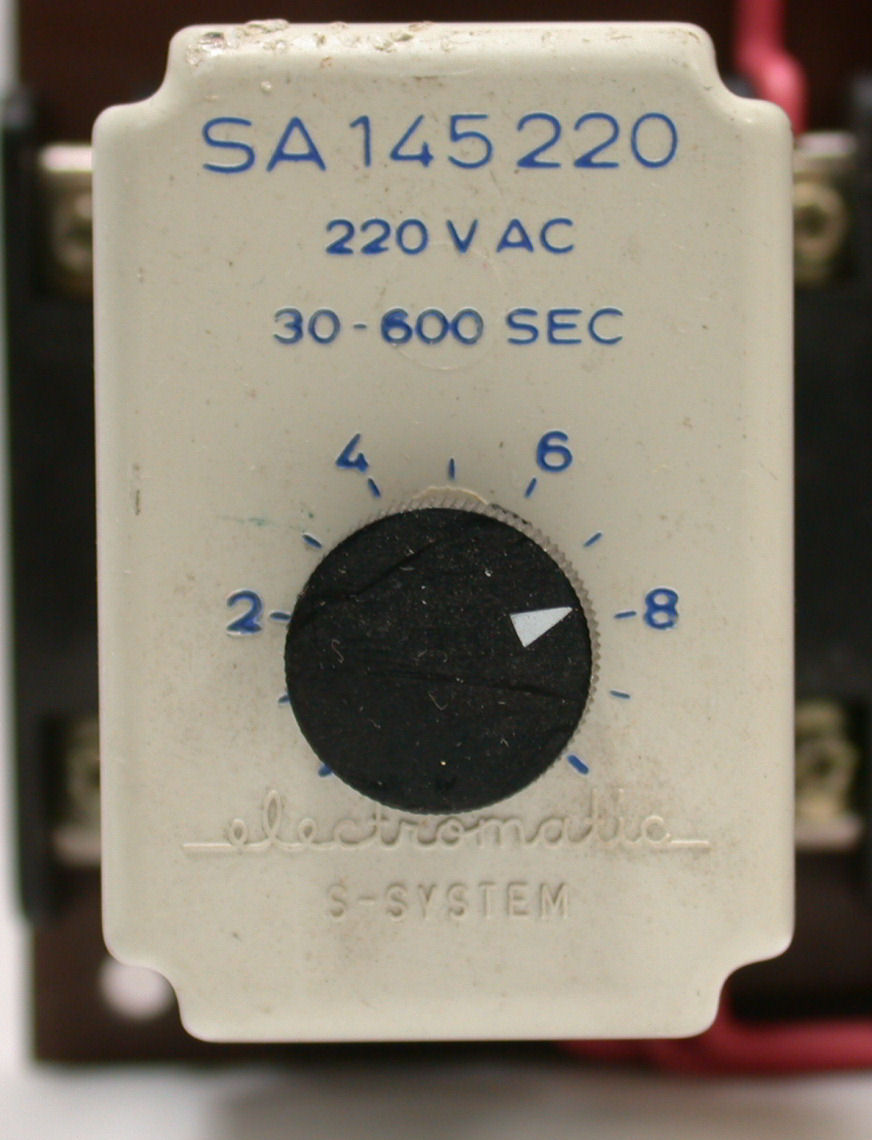 SA 145 220
220 V AC
30-600 SEC
4 6
2 8
electromatic
S-SYSTEM